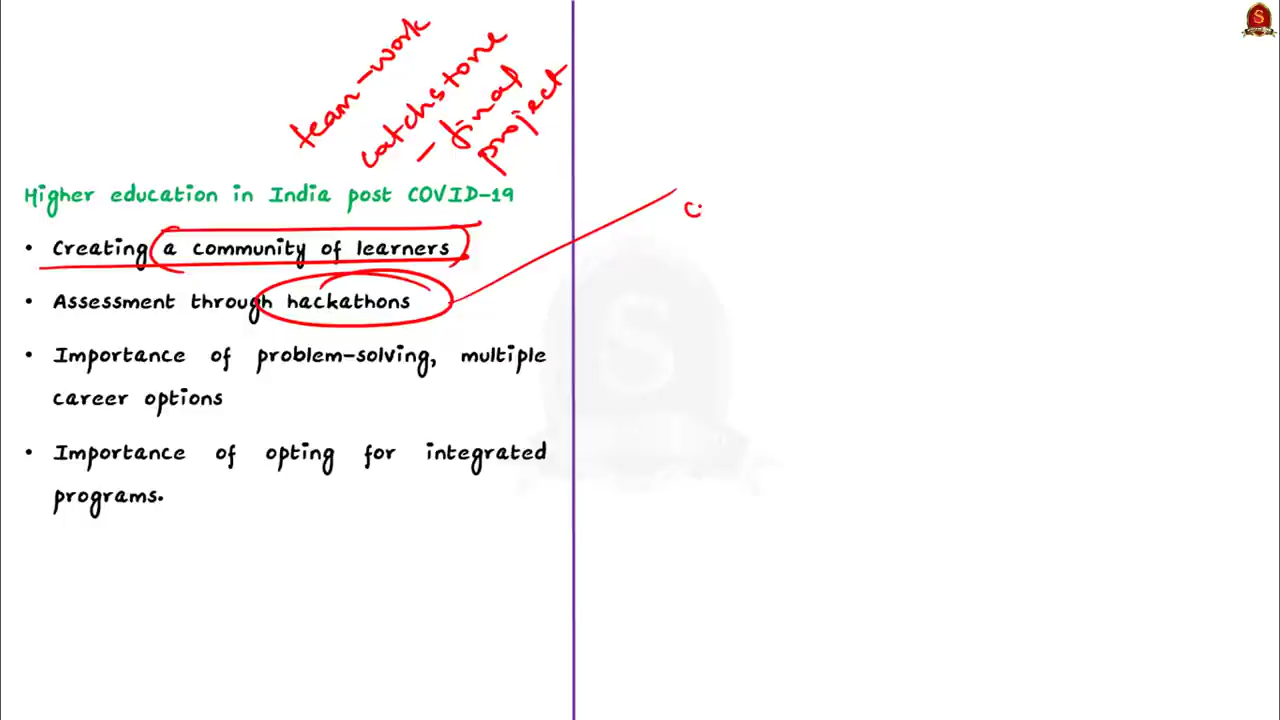 team-work
catchstone
- final
project
Higher education in India post COVID-19
• Creating a community of learners
• Assessment through hackathons
• Importance of problem-solving, multiple
career options
• Importance of opting for integrated
programs.
S
S